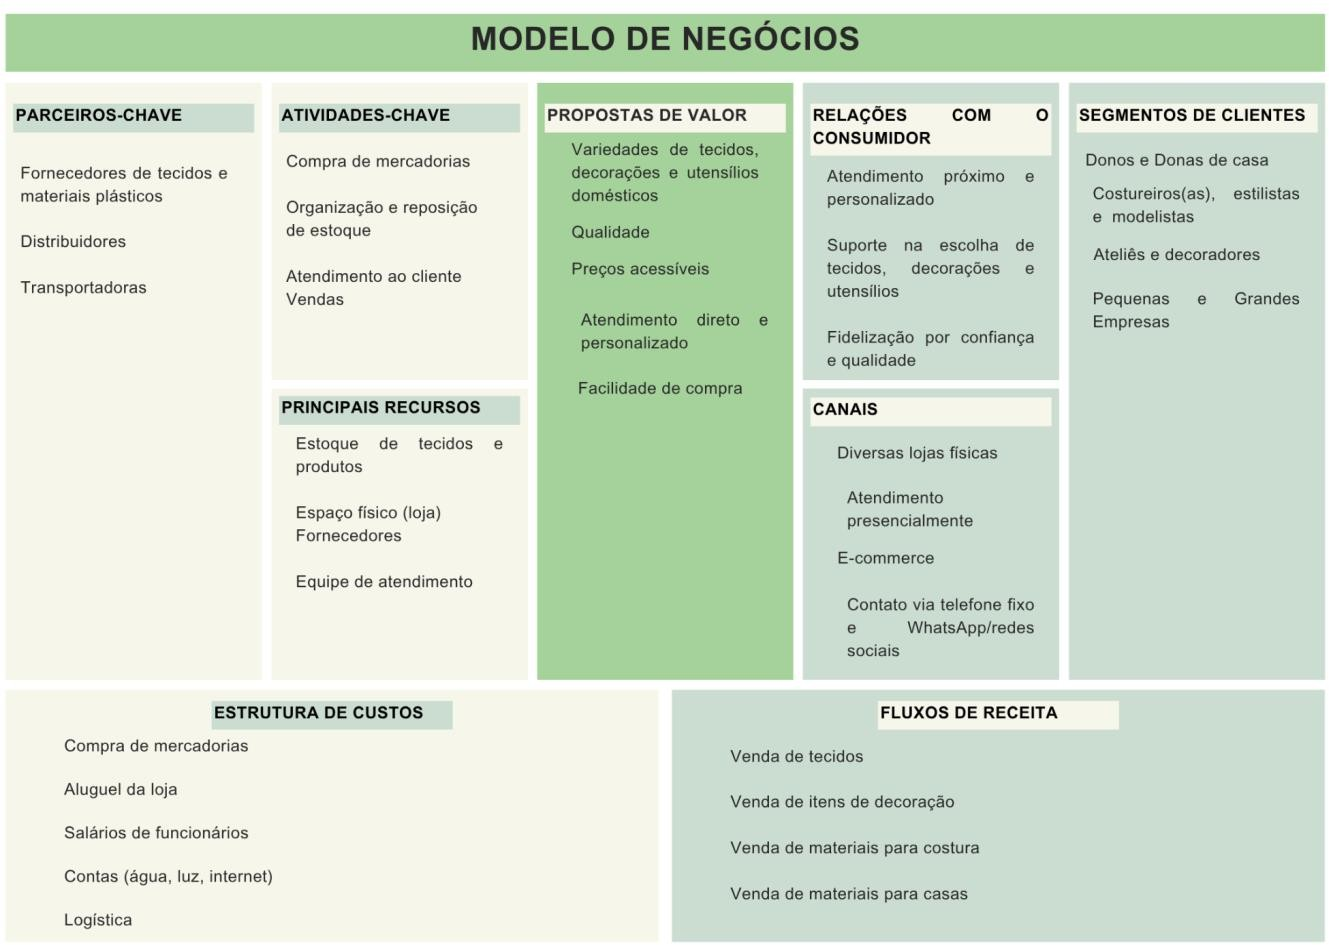 MODELO DE NEGÓCIOS
PARCEIROS-CHAVE
Fornecedores de tecidos e
materiais plásticos
Distribuidores
Transportadoras
ATIVIDADES-CHAVE
Compra de mercadorias
Organização e reposição
de estoque
Atendimento ao cliente
Vendas
PRINCIPAIS RECURSOS
Estoque de tecidos e
produtos
Espaço físico (loja)
Fornecedores
Equipe de atendimento
PROPOSTAS DE VALOR
Variedades de tecidos,
decorações e utensílios
domésticos
Qualidade
Preços acessíveis
Atendimento direto e
personalizado
Facilidade de compra
RELAÇÕES COM O
CONSUMIDOR
Atendimento próximo e
personalizado
Suporte na escolha de
tecidos, decorações e
utensílios
Fidelização por confiança
e qualidade
CANAIS
Diversas lojas físicas
Atendimento
presencialmente
E-commerce
Contato via telefone fixo
e WhatsApp/redes
sociais
SEGMENTOS DE CLIENTES
Donos e Donas de casa
Costureiros(as), estilistas
e modelistas
Ateliês e decoradores
Pequenas e Grandes
Empresas
ESTRUTURA DE CUSTOS
Compra de mercadorias
Aluguel da loja
Salários de funcionários
Contas (água, luz, internet)
Logística
FLUXOS DE RECEITA
Venda de tecidos
Venda de itens de decoração
Venda de materiais para costura
Venda de materiais para casas